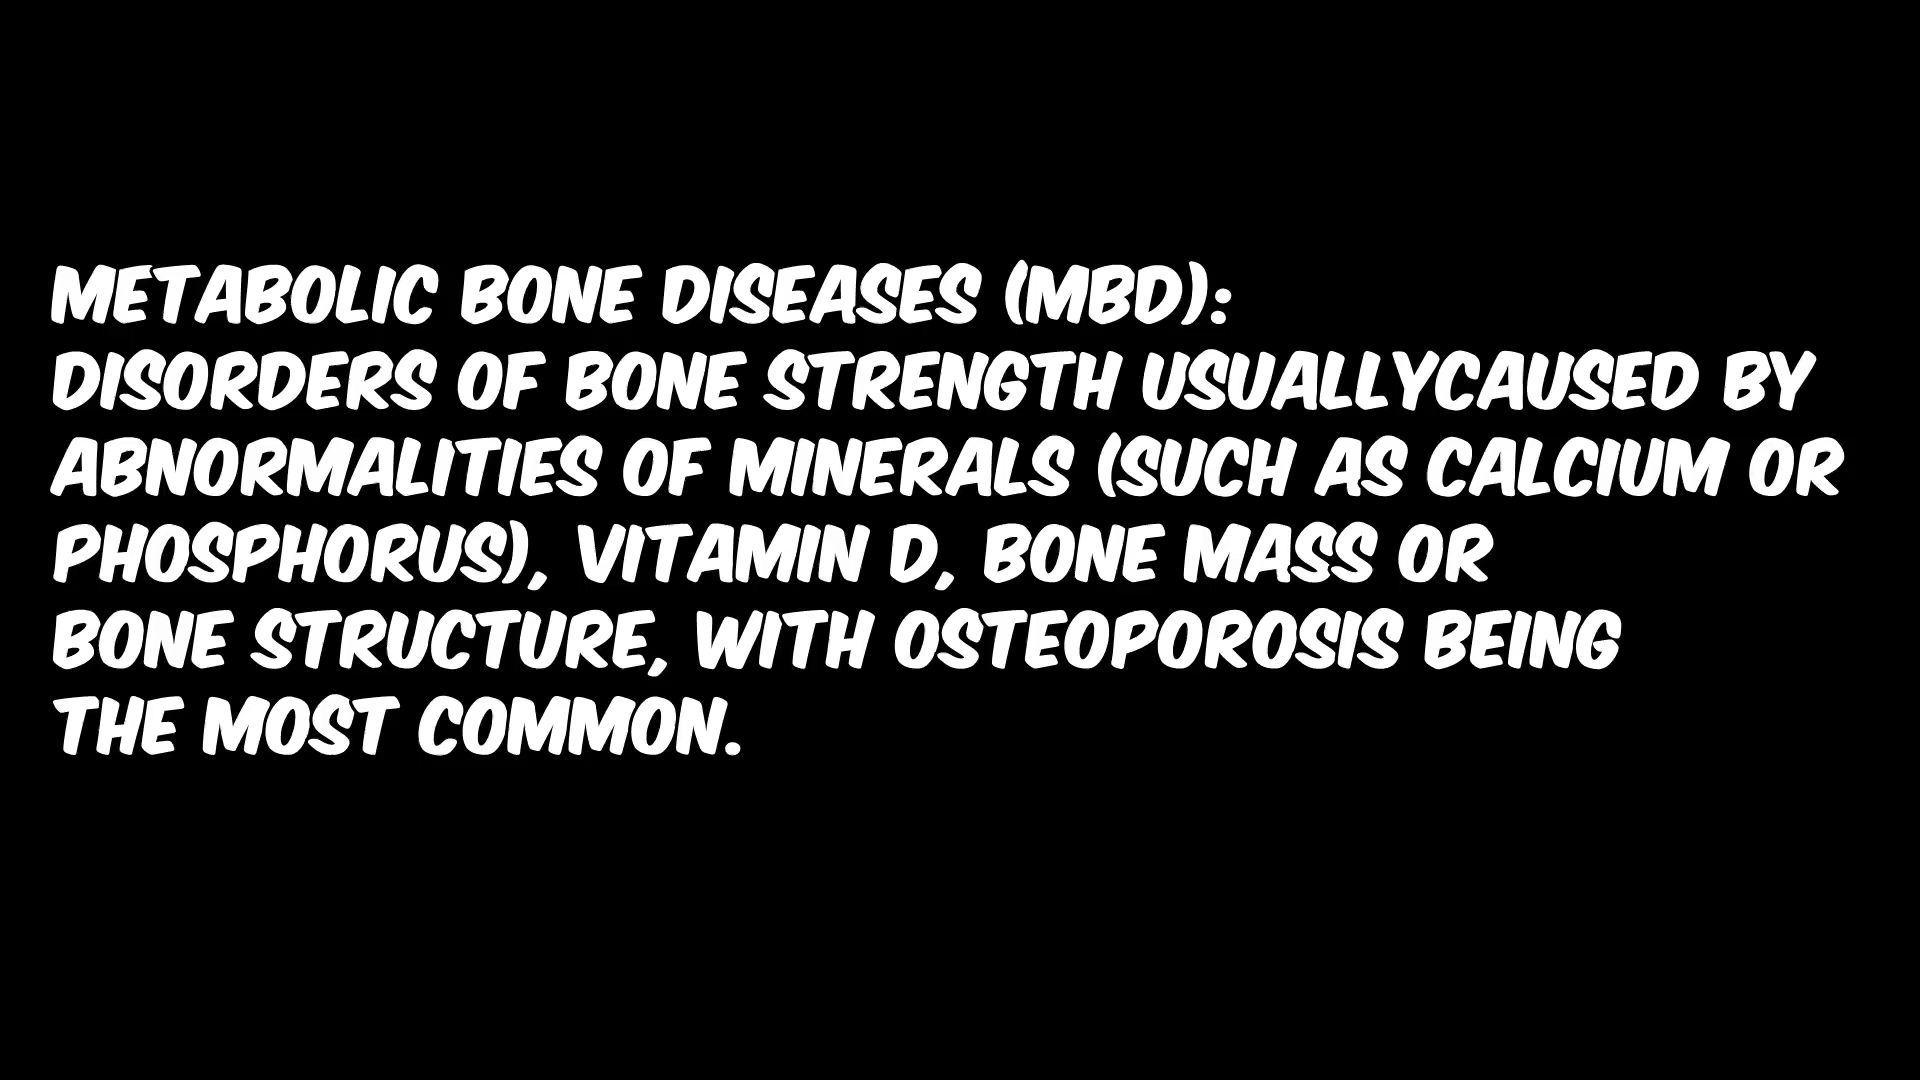 METABOLIC BONE DISEASES (MBD):
DISORDERS OF BONE STRENGTH USUALLYCAUSED BY
ABNORMALITIES OF MINERALS (SUCH AS CALCIUM OR
PHOSPHORUS), VITAMIN D, BONE MASS OR
BONE STRUCTURE, WITH OSTEOPOROSIS BEING
THE MOST COMMON.